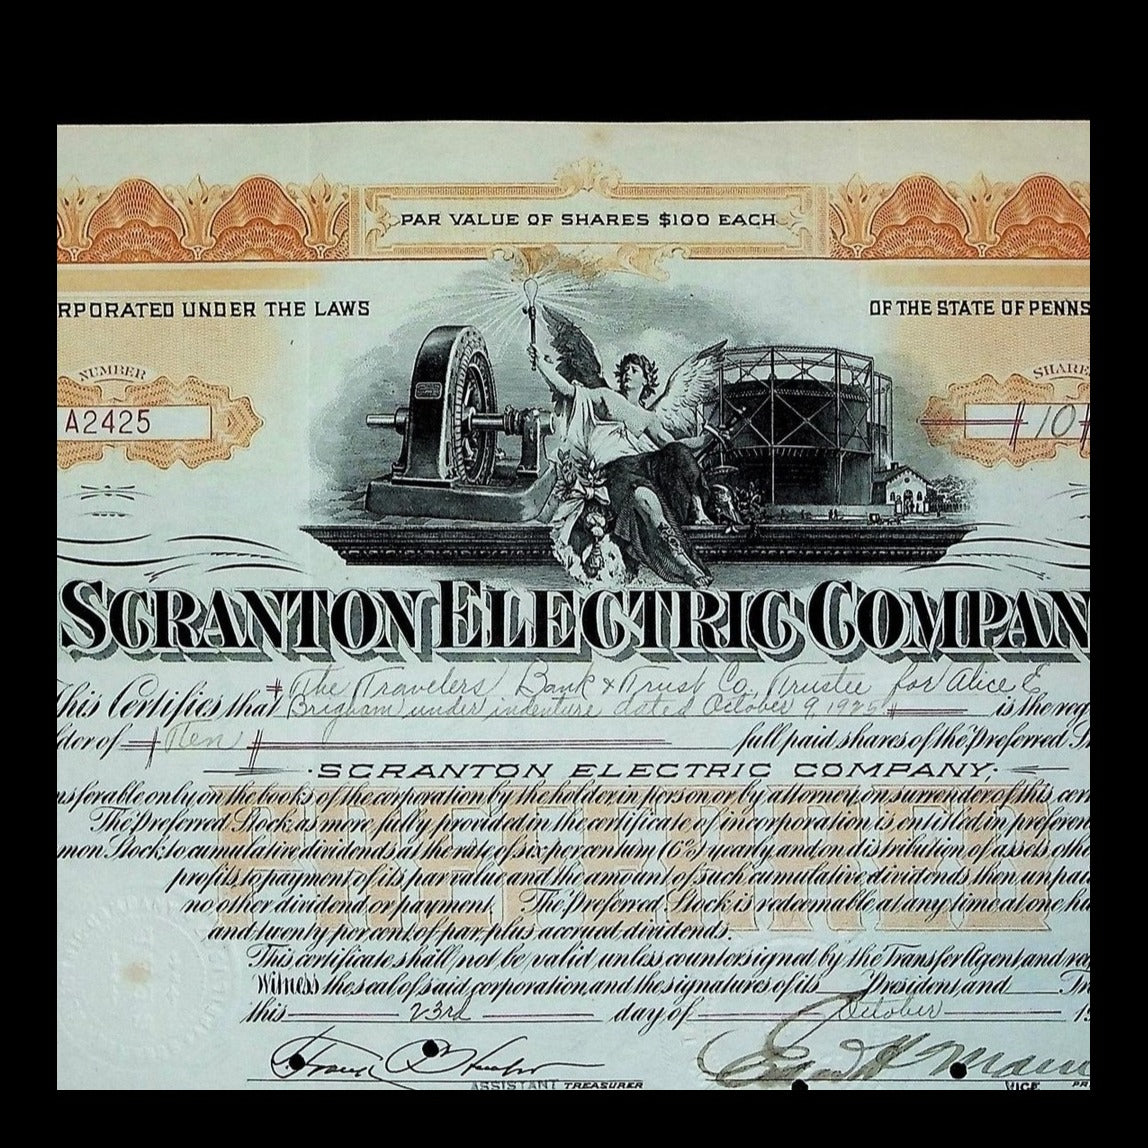 PAR VALUE OF SHARES $100 EACH
RPORATED UNDER THE LAWS OF THE STATE OF PENNS
NUMBER SHARE
A2425 10
SCRANTON ELECTRIC COMPAN
This Certifies that The Travelers Bank & Trust Co, Trustee for Alice E.
Brigham under indenture dated October 9, 1925 is the reg
lder of Ten full paid shares of the Preferred S
SCRANTON ELECTRIC COMPANY,
nsferable only on the books of the corporation by the holder, in person or by attorney, on surrender of this cer
The Preferred Stock as more fully provided in the certificate of incorporation is entitled in preferen
mon Stock to cumulative dividends at the rate of six per centum (6%) yearly and on distribution of assets othe
profits to payment of its par value and the amount of such cumulative dividends then unpai
no other dividend or payment. The Preferred Stock is redeemable at any time at one hu
and twenty per cent of par plus accrued dividends.
PREFERRED
This certificate shall not be valid unless countersigned by the Transfer Agent and reg
Witness the seal of said corporation, and the signatures of its President, and Tr
this 23rd day of October 19
ASSISTANT TREASURER VICE PR